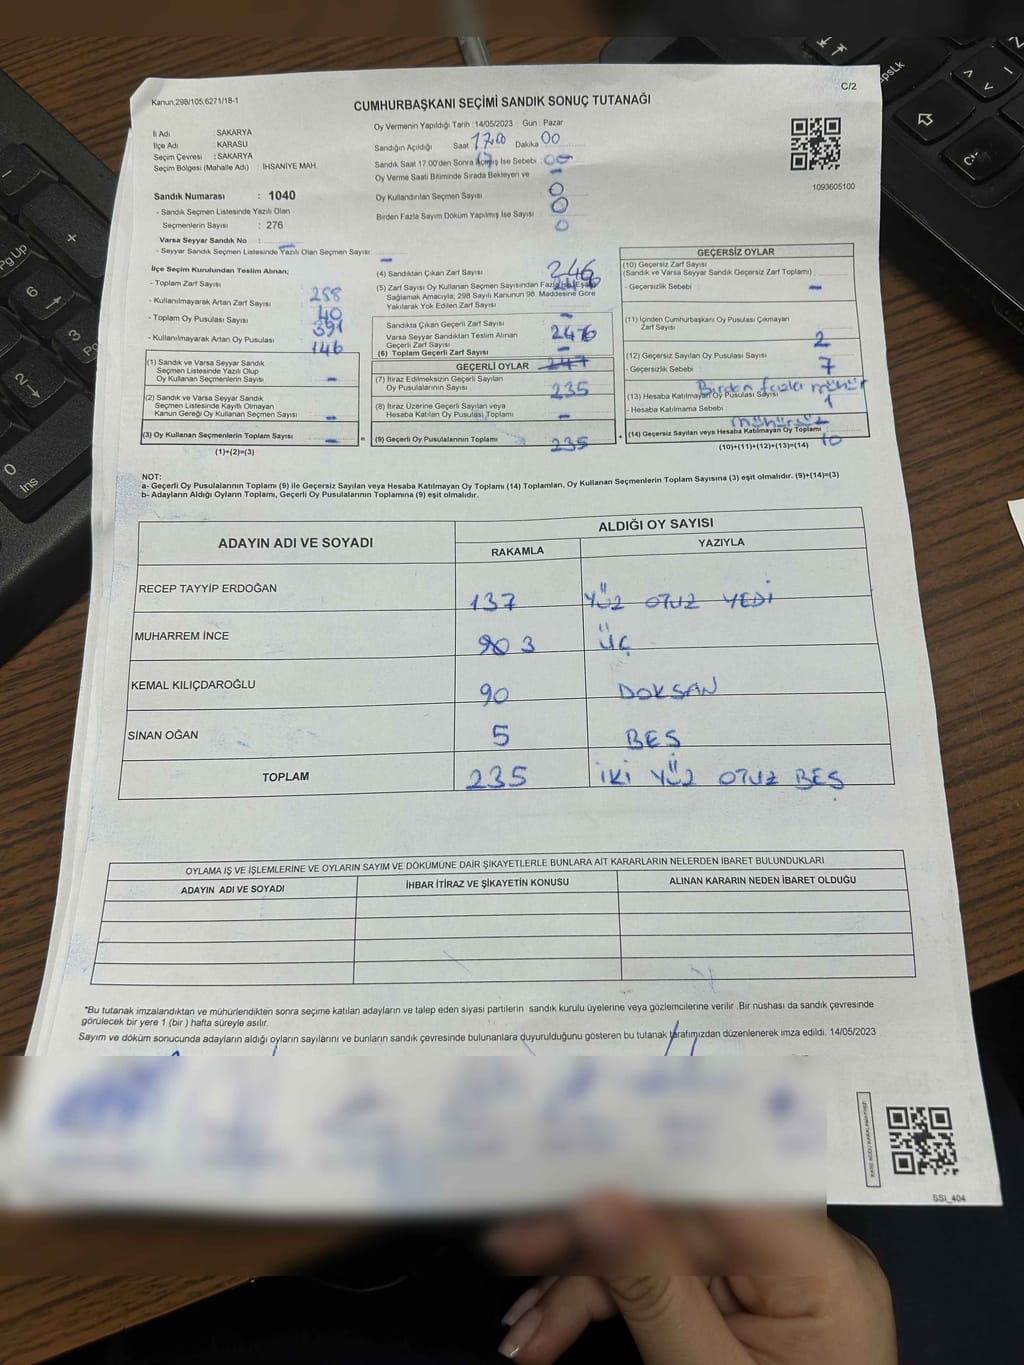 Kanun,298/105,6271/18-1
C/2
CUMHURBAŞKANI SEÇİMİ SANDIK SONUÇ TUTANAĞI
İl Adı : SAKARYA
İlçe Adı : KARASU
Seçim Çevresi : SAKARYA
Seçim Bölgesi (Mahalle Adı) : İHSANİYE MAH.
Sandık Numarası : 1040
- Sandık Seçmen Listesinde Yazılı Olan
Seçmenlerin Sayısı : 276
Varsa Seyyar Sandık No :
- Seyyar Sandık Seçmen Listesinde Yazılı Olan Seçmen Sayısı:
Oy Vermenin Yapıldığı Tarih :14/05/2023 Gün : Pazar
Sandığın Açıldığı Saat 1700 Dakika 00
Sandık Saat 17:00'den Sonra Açılmış İse Sebebi :
Oy Verme Saati Bitiminde Sırada Bekleyen ve
Oy Kullandırılan Seçmen Sayısı 0
0
Birden Fazla Sayım Döküm Yapılmış İse Sayısı 0
1093605100
İlçe Seçim Kurulundan Teslim Alınan;
- Toplam Zarf Sayısı 288
- Kullanılmayarak Artan Zarf Sayısı 40
- Toplam Oy Pusulası Sayısı 391
- Kullanılmayarak Artan Oy Pusulası 146
(1) Sandık ve Varsa Seyyar Sandık
Seçmen Listesinde Yazılı Olup
Oy Kullanan Seçmenlerin Sayısı -
(2) Sandık ve Varsa Seyyar Sandık
Seçmen Listesinde Kayıtlı Olmayan
Kanun Gereği Oy Kullanan Seçmen Sayısı -
(3) Oy Kullanan Seçmenlerin Toplam Sayısı -
(1)+(2)=(3)
(4) Sandıktan Çıkan Zarf Sayısı 246
(5) Zarf Sayısı Oy Kullanan Seçmen Sayısından Fazla İse Eşitliği
Sağlamak Amacıyla, 298 Sayılı Kanunun 98. Maddesine Göre
Yakılarak Yok Edilen Zarf Sayısı -
Sandıkta Çıkan Geçerli Zarf Sayısı
Varsa Seyyar Sandıktan Teslim Alınan
Geçerli Zarf Sayısı -
(6) Toplam Geçerli Zarf Sayısı 247
GEÇERLİ OYLAR
(7) İtiraz Edilmeksizin Geçerli Sayılan
Oy Pusulalarının Sayısı 235
(8) İtiraz Üzerine Geçerli Sayılan veya
Hesaba Katılan Oy Pusulası Toplamı -
(9) Geçerli Oy Pusulalarının Toplamı 235
GEÇERSİZ OYLAR
(10) Geçersiz Zarf Sayısı
(Sandık ve Varsa Seyyar Sandık Geçersiz Zarf Toplamı)
- Geçersizlik Sebebi : -
(11) İçinden Cumhurbaşkanı Oy Pusulası Çıkmayan
Zarf Sayısı 2
(12) Geçersiz Sayılan Oy Pusulası Sayısı 7
- Geçersizlik Sebebi : Birden fazla mühür
(13) Hesaba Katılmayan Oy Pusulası Sayısı 1
- Hesaba Katılmama Sebebi : mühürsüz
(14) Geçersiz Sayılan veya Hesaba Katılmayan Oy Toplamı 10
(10)+(11)+(12)+(13)=(14)
NOT:
a- Geçerli Oy Pusulalarının Toplamı (9) ile Geçersiz Sayılan veya Hesaba Katılmayan Oy Toplamı (14) Toplamları, Oy Kullanan Seçmenlerin Toplam Sayısına (3) eşit olmalıdır. (9)+(14)=(3)
b- Adayların Aldığı Oyların Toplamı, Geçerli Oy Pusulalarının Toplamına (9) eşit olmalıdır.
ADAYIN ADI VE SOYADI
ALDIĞI OY SAYISI
RAKAMLA YAZIYLA
RECEP TAYYİP ERDOĞAN 137 YÜZ OTUZ YEDİ
MUHARREM İNCE 3 ÜÇ
KEMAL KILIÇDAROĞLU 90 DOKSAN
SİNAN OĞAN 5 BEŞ
TOPLAM 235 İKİ YÜZ OTUZ BEŞ
OYLAMA İŞ VE İŞLEMLERİNE VE OYLARIN SAYIM VE DÖKÜMÜNE DAİR ŞİKAYETLERLE BUNLARA AİT KARARLARIN NELERDEN İBARET BULUNDUKLARI
ADAYIN ADI VE SOYADI İHBAR İTİRAZ VE ŞİKAYETİN KONUSU ALINAN KARARIN NEDEN İBARET OLDUĞU
*Bu tutanak imzalandıktan ve mühürlendikten sonra seçime katılan adayların ve talep eden siyasi partilerin sandık kurulu üyelerine veya gözlemcilerine verilir .Bir nüshası da sandık çevresinde
görülecek bir yere 1 (bir ) hafta süreyle asılır.
Sayım ve döküm sonucunda adayların aldığı oyların sayılarını ve bunların sandık çevresinde bulunanlara duyurulduğunu gösteren bu tutanak tarafımızdan düzenlenerek imza edildi. 14/05/2023
SSI_404
PgUp
6
3
2
0
Ins
psLk